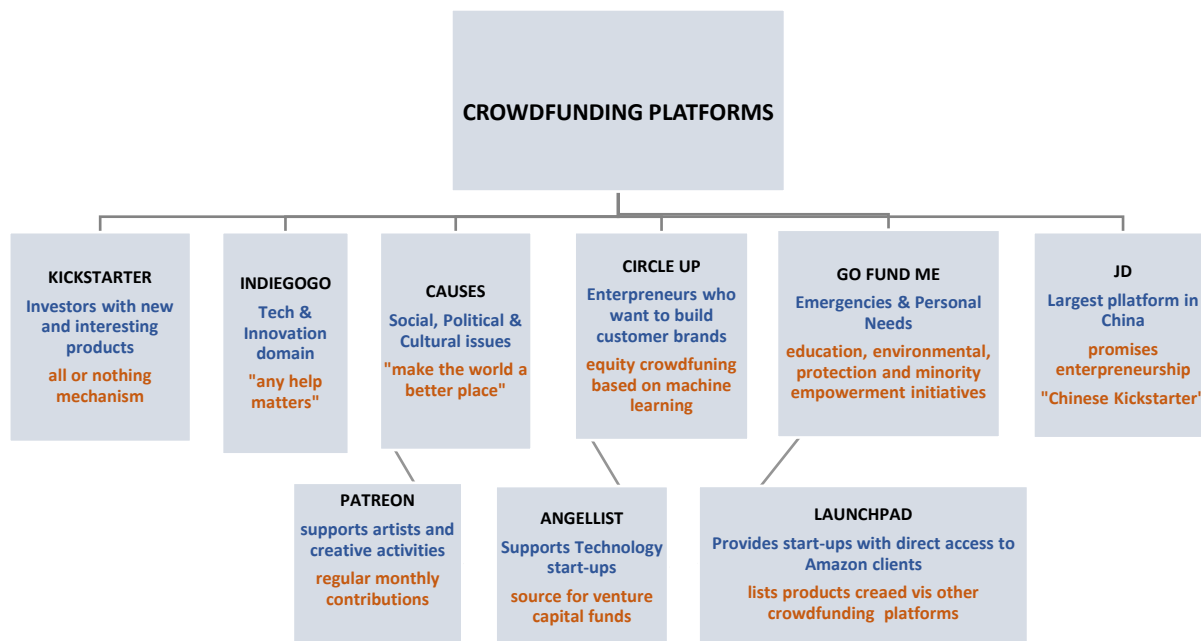 CROWDFUNDING PLATFORMS
KICKSTARTER
Investors with new
and interesting
products
all or nothing
mechanism
INDIEGOGO
Tech &
Innovation
domain
"any help
matters"
CAUSES
Social, Political &
Cultural issues
"make the world a
better place"
CIRCLE UP
Enterpreneurs who
want to build
customer brands
equity crowdfuning
based on machine
learning
GO FUND ME
Emergencies & Personal
Needs
education, environmental,
protection and minority
empowerment initiatives
JD
Largest pllatform in
China
promises
enterpreneurship
"Chinese Kickstarter"
PATREON
supports artists and
creative activities
regular monthly
contributions
ANGELLIST
Supports Technology
start-ups
source for venture
capital funds
LAUNCHPAD
Provides start-ups with direct access to
Amazon clients
lists products creaed vis other
crowdfunding platforms